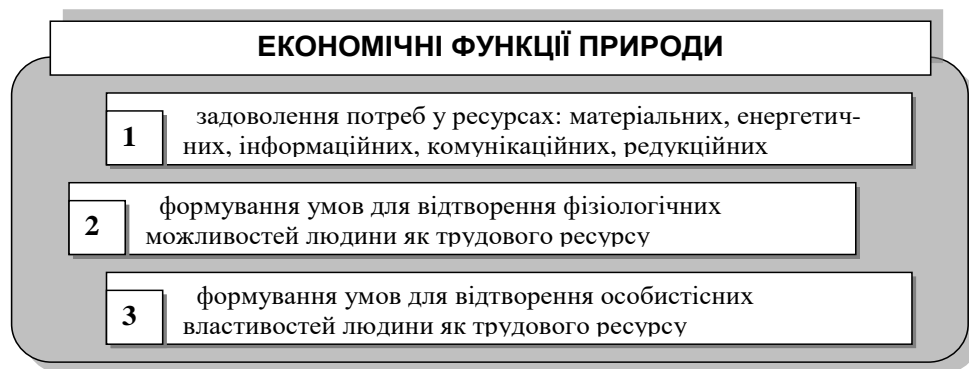 ЕКОНОМІЧНІ ФУНКЦІЇ ПРИРОДИ
1
задоволення потреб у ресурсах: матеріальних, енергетич-
них, інформаційних, комунікаційних, редукційних
2
формування умов для відтворення фізіологічних
можливостей людини як трудового ресурсу
3
формування умов для відтворення особистісних
властивостей людини як трудового ресурсу